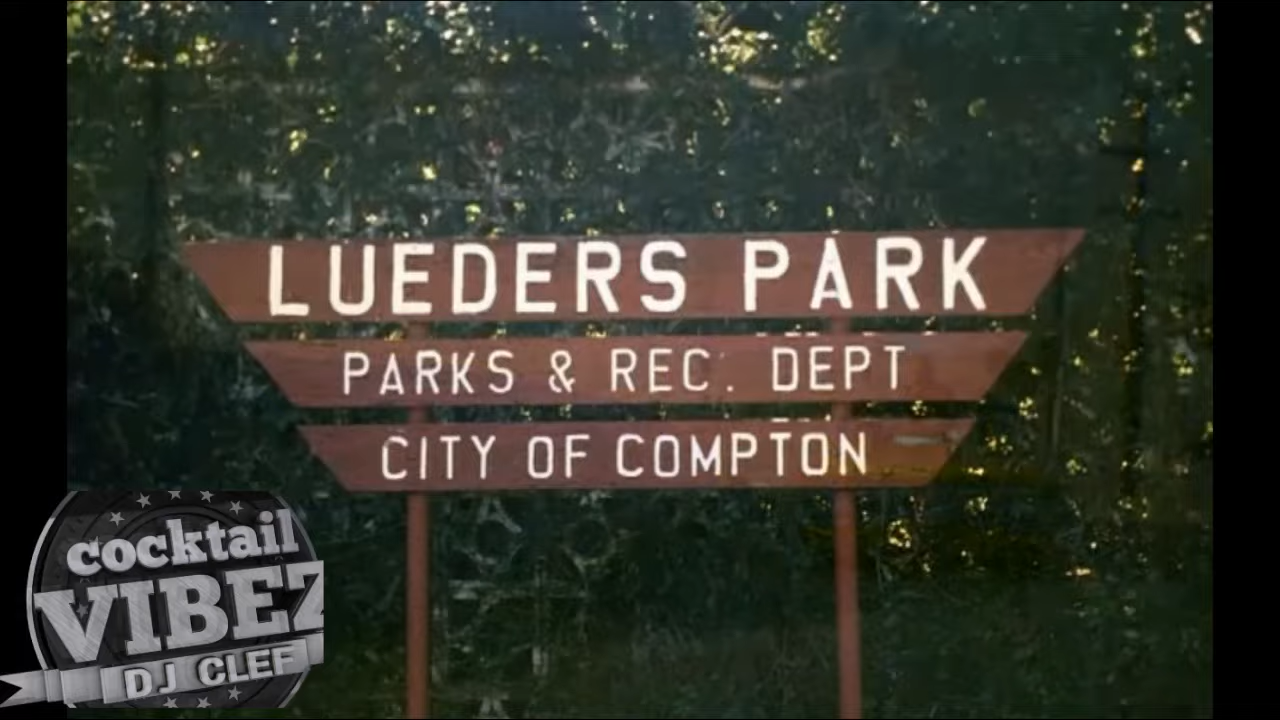 LUEDERS PARK
PARKS & REC. DEPT
CITY OF COMPTON
cocktail
VIBEZ
DJ CLEF